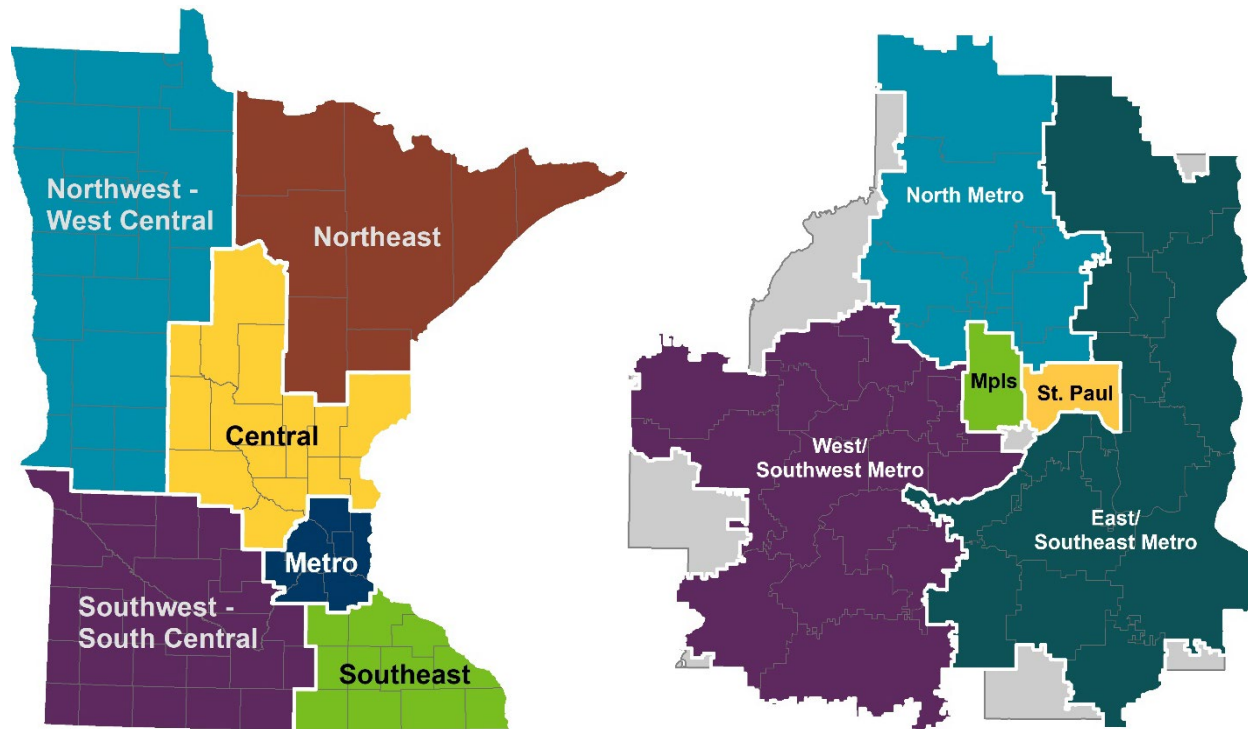 Northwest -
West Central
Northeast
Central
Metro
Southwest -
South Central
Southeast
North Metro
Mpls
St. Paul
West/
Southwest Metro
East/
Southeast Metro